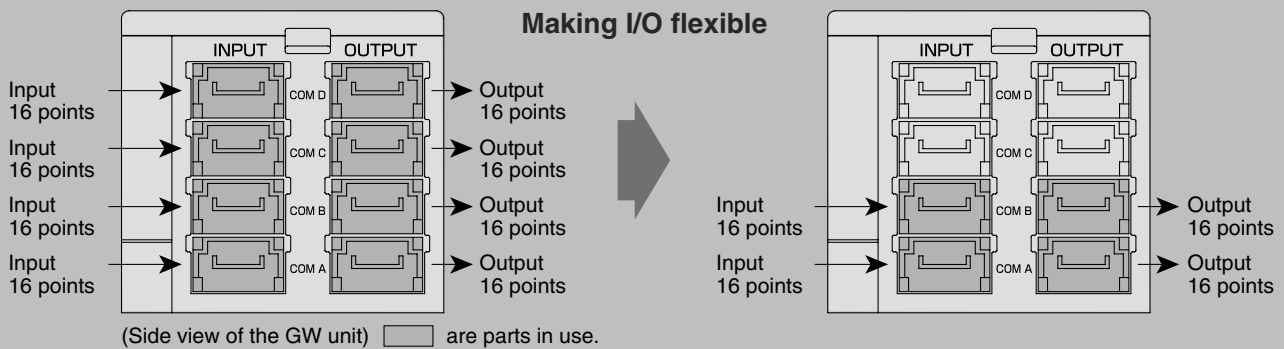 Making I/O flexible
INPUT OUTPUT
Input
16 points
COM D
Output
16 points
Input
16 points
COM C
Output
16 points
Input
16 points
COM B
Output
16 points
Input
16 points
COM A
Output
16 points
(Side view of the GW unit) are parts in use.
INPUT OUTPUT
COM D
COM C
Input
16 points
COM B
Output
16 points
Input
16 points
COM A
Output
16 points